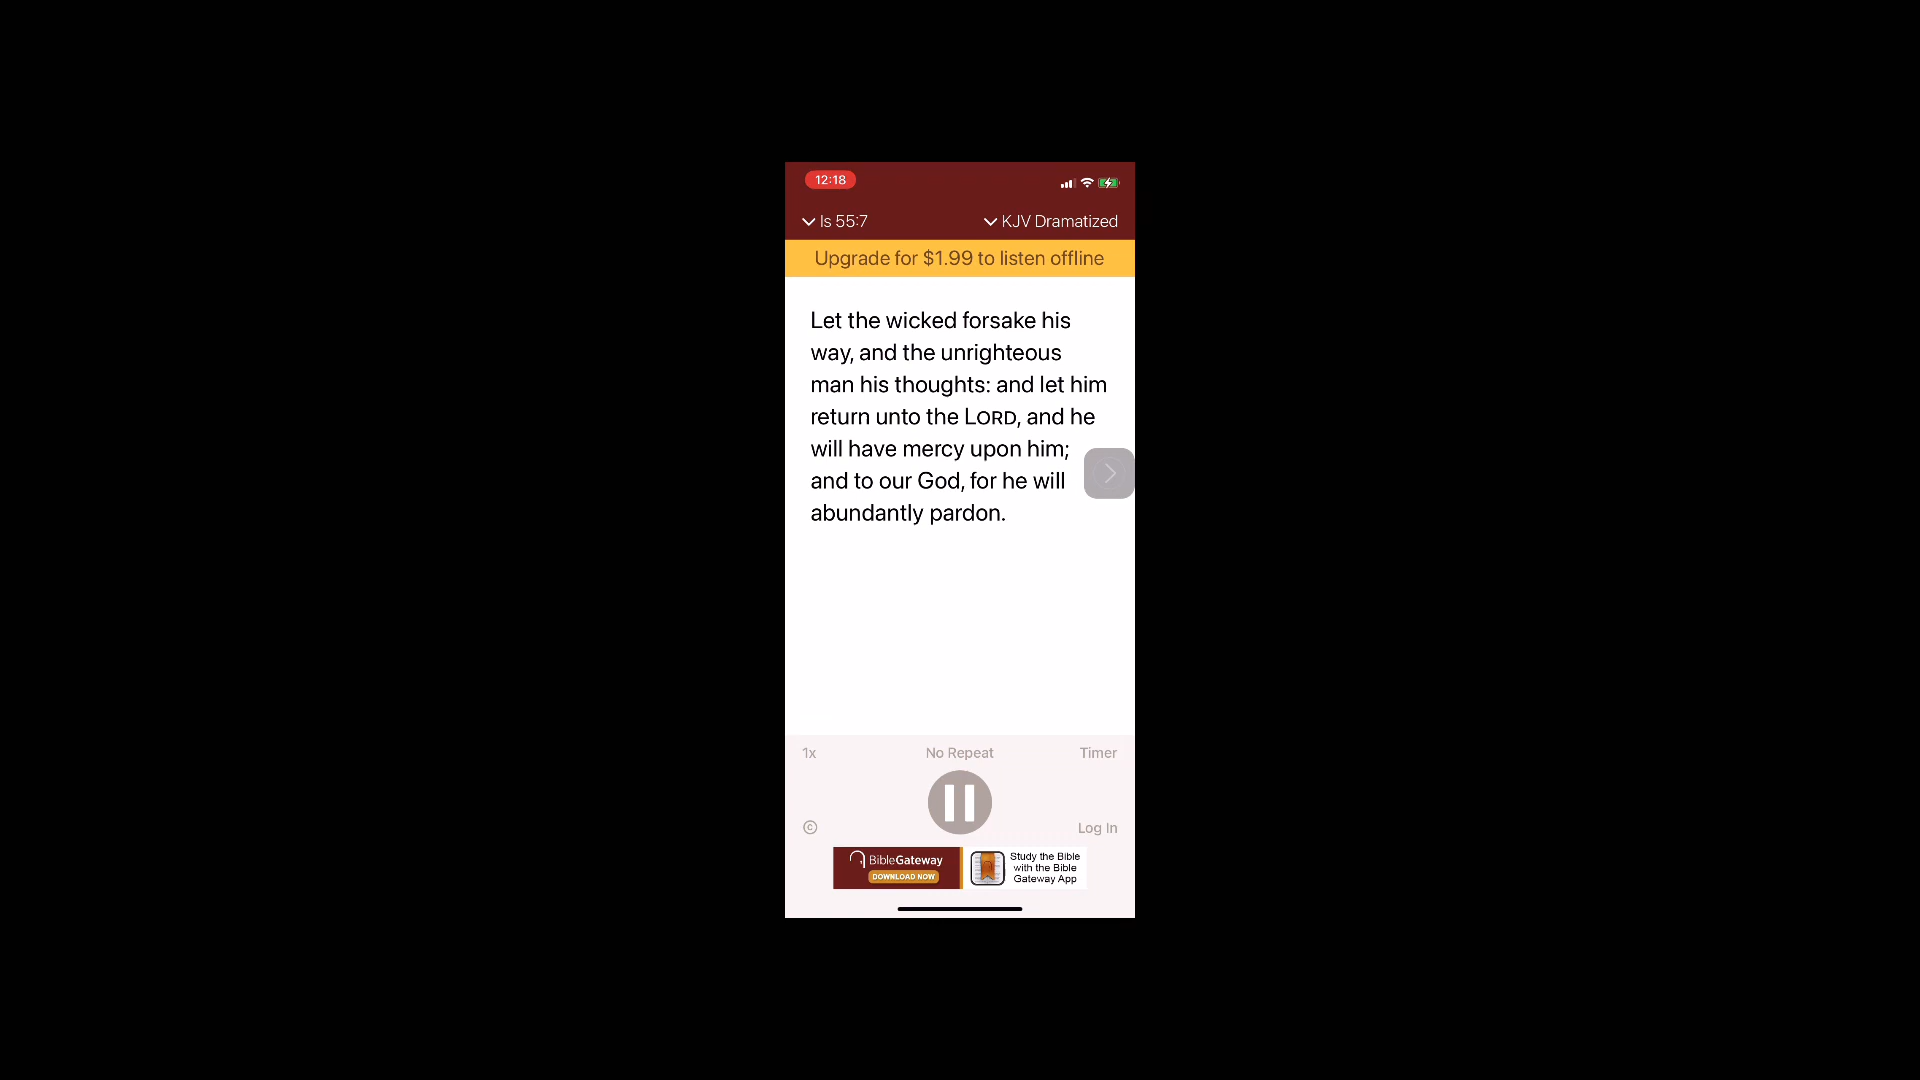 12:18
Is 55:7
KJV Dramatized
Upgrade for $1.99 to listen offline
Let the wicked forsake his
way, and the unrighteous
man his thoughts: and let him
return unto the LORD, and he
will have mercy upon him;
and to our God, for he will
abundantly pardon.
1x
No Repeat
Timer
©
Log In
BibleGateway
DOWNLOAD NOW
Study the Bible
with the Bible
Gateway App